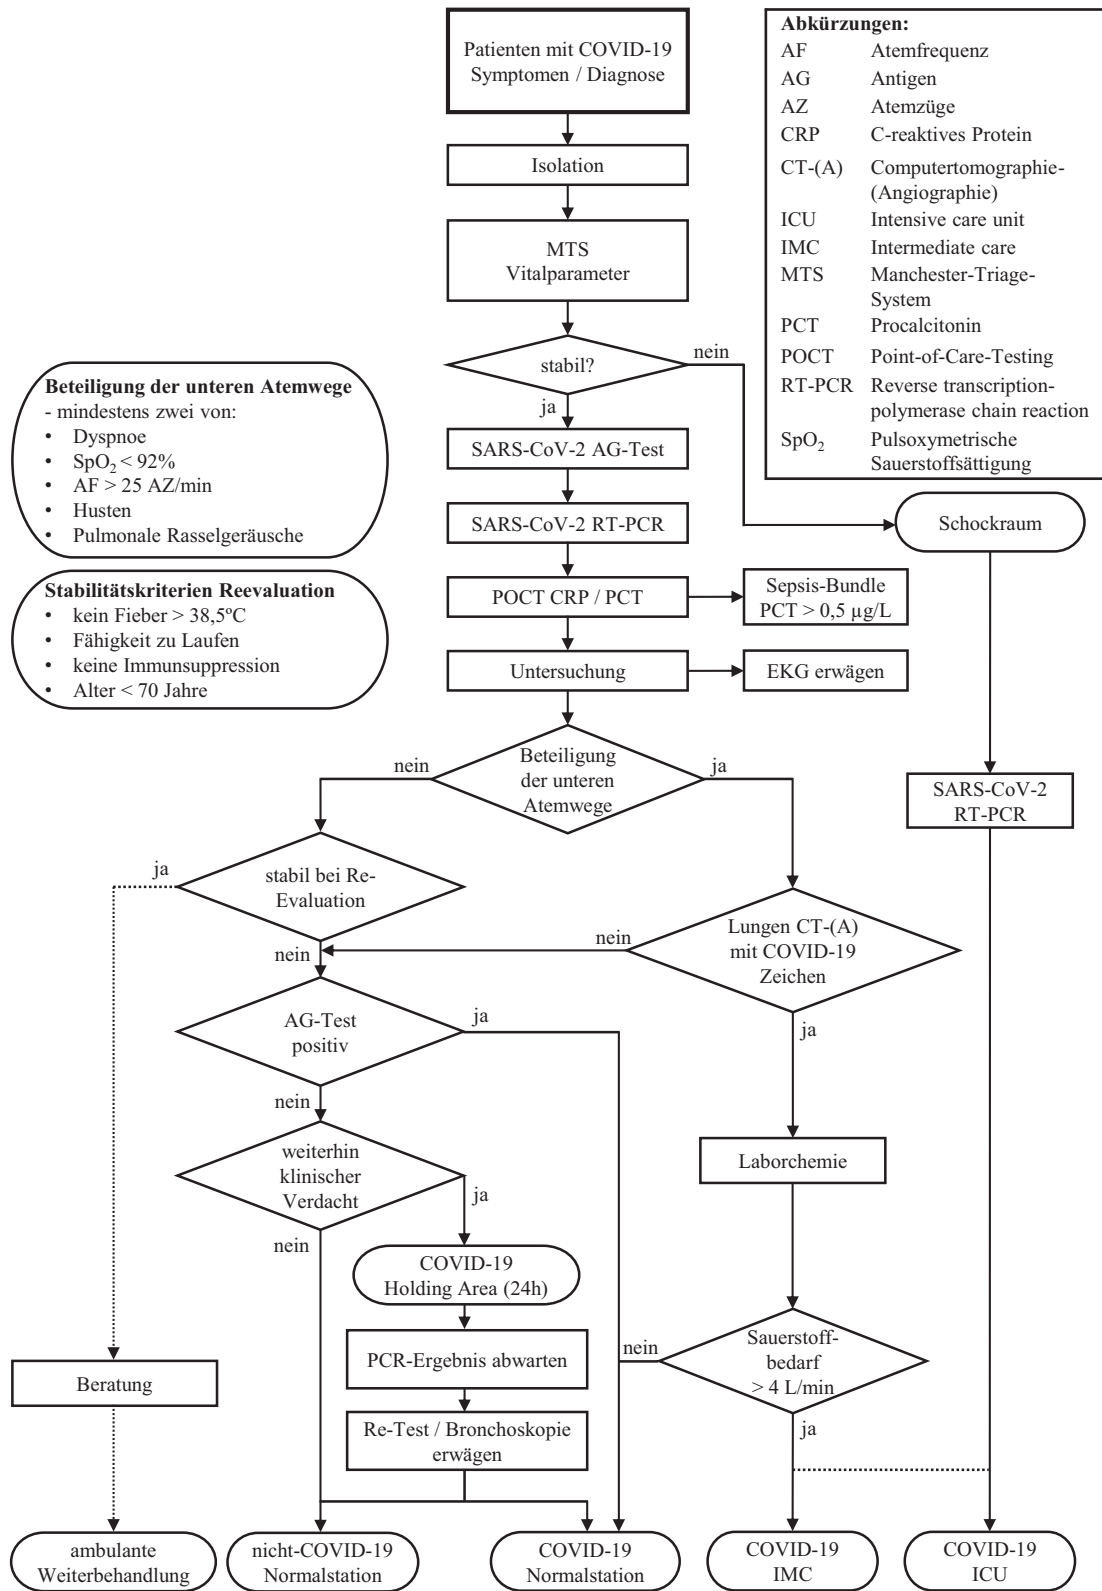 Patienten mit COVID-19
Symptomen / Diagnose
Isolation
MTS
Vitalparameter
stabil?
nein
ja
SARS-CoV-2 AG-Test
SARS-CoV-2 RT-PCR
POCT CRP / PCT
Sepsis-Bundle
PCT > 0,5 µg/L
Untersuchung
EKG erwägen
Abkürzungen:
AF Atemfrequenz
AG Antigen
AZ Atemzüge
CRP C-reaktives Protein
CT-(A) Computertomographie-
(Angiographie)
ICU Intensive care unit
IMC Intermediate care
MTS Manchester-Triage-
System
PCT Procalcitonin
POCT Point-of-Care-Testing
RT-PCR Reverse transcription-
polymerase chain reaction
SpO₂ Pulsoxymetrische
Sauerstoffsättigung
Beteiligung der unteren Atemwege
- mindestens zwei von:
• Dyspnoe
• SpO₂ < 92%
• AF > 25 AZ/min
• Husten
• Pulmonale Rasselgeräusche
Stabilitätskriterien Reevaluation
• kein Fieber > 38,5ºC
• Fähigkeit zu Laufen
• keine Immunsuppression
• Alter < 70 Jahre
Schockraum
SARS-CoV-2
RT-PCR
Beteiligung
der unteren
Atemwege
nein
ja
stabil bei Re-
Evaluation
ja
nein
Lungen CT-(A)
mit COVID-19
Zeichen
nein
ja
AG-Test
positiv
ja
nein
weiterhin
klinischer
Verdacht
ja
nein
Laborchemie
COVID-19
Holding Area (24h)
PCR-Ergebnis abwarten
Re-Test / Bronchoskopie
erwägen
Sauerstoff-
bedarf
> 4 L/min
nein
ja
Beratung
ambulante
Weiterbehandlung
nicht-COVID-19
Normalstation
COVID-19
Normalstation
COVID-19
IMC
COVID-19
ICU